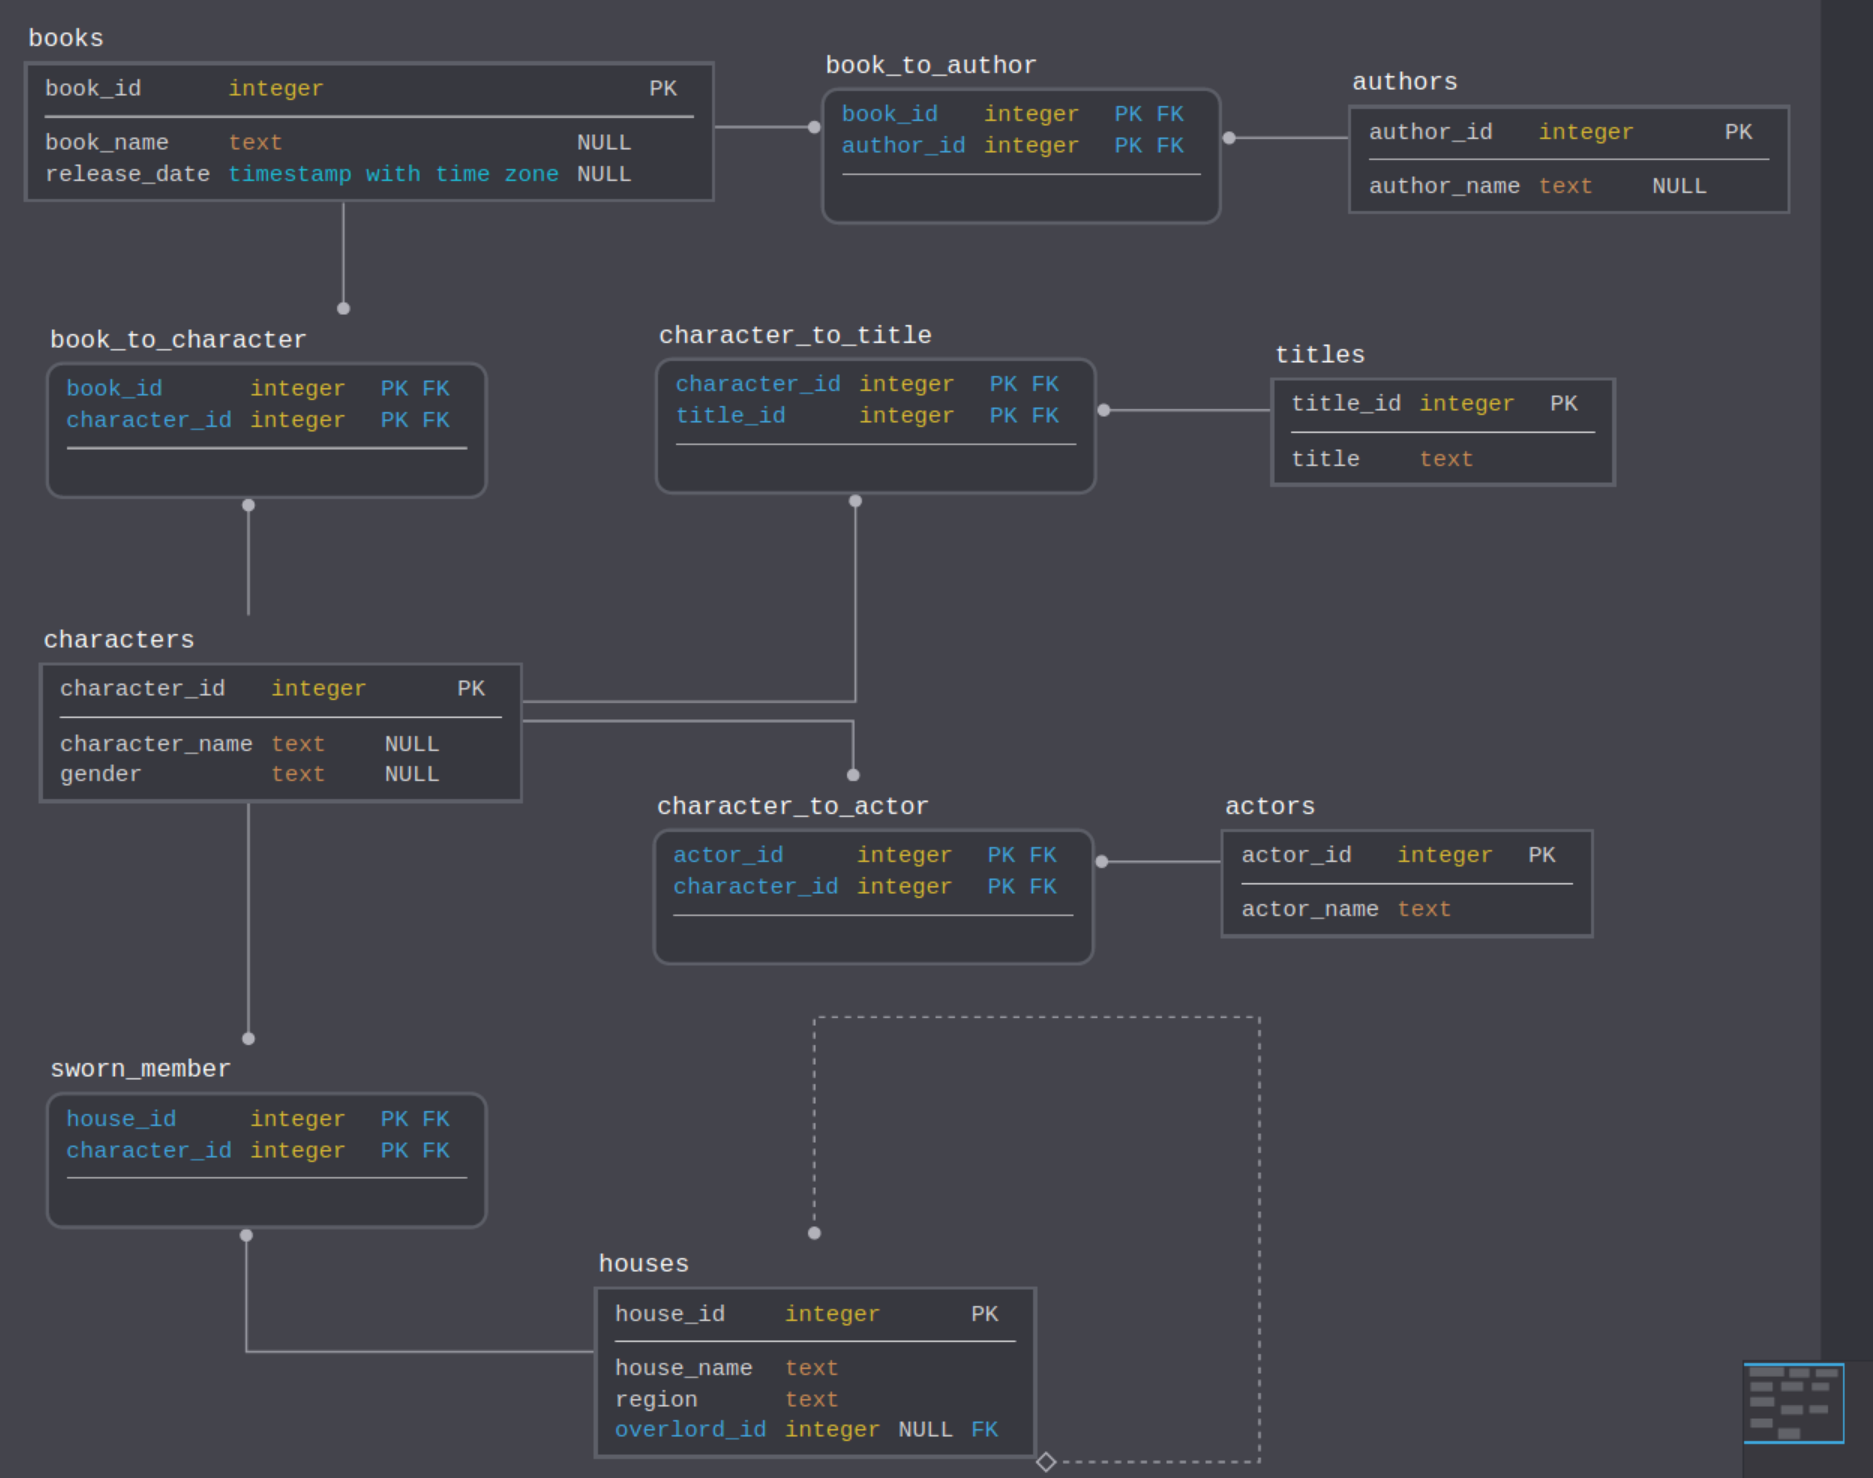 books
book_id integer PK
book_name text NULL
release_date timestamp with time zone NULL
book_to_author
book_id integer PK FK
author_id integer PK FK
authors
author_id integer PK
author_name text NULL
book_to_character
book_id integer PK FK
character_id integer PK FK
character_to_title
character_id integer PK FK
title_id integer PK FK
titles
title_id integer PK
title text
characters
character_id integer PK
character_name text NULL
gender text NULL
character_to_actor
actor_id integer PK FK
character_id integer PK FK
actors
actor_id integer PK
actor_name text
sworn_member
house_id integer PK FK
character_id integer PK FK
houses
house_id integer PK
house_name text
region text
overlord_id integer NULL FK